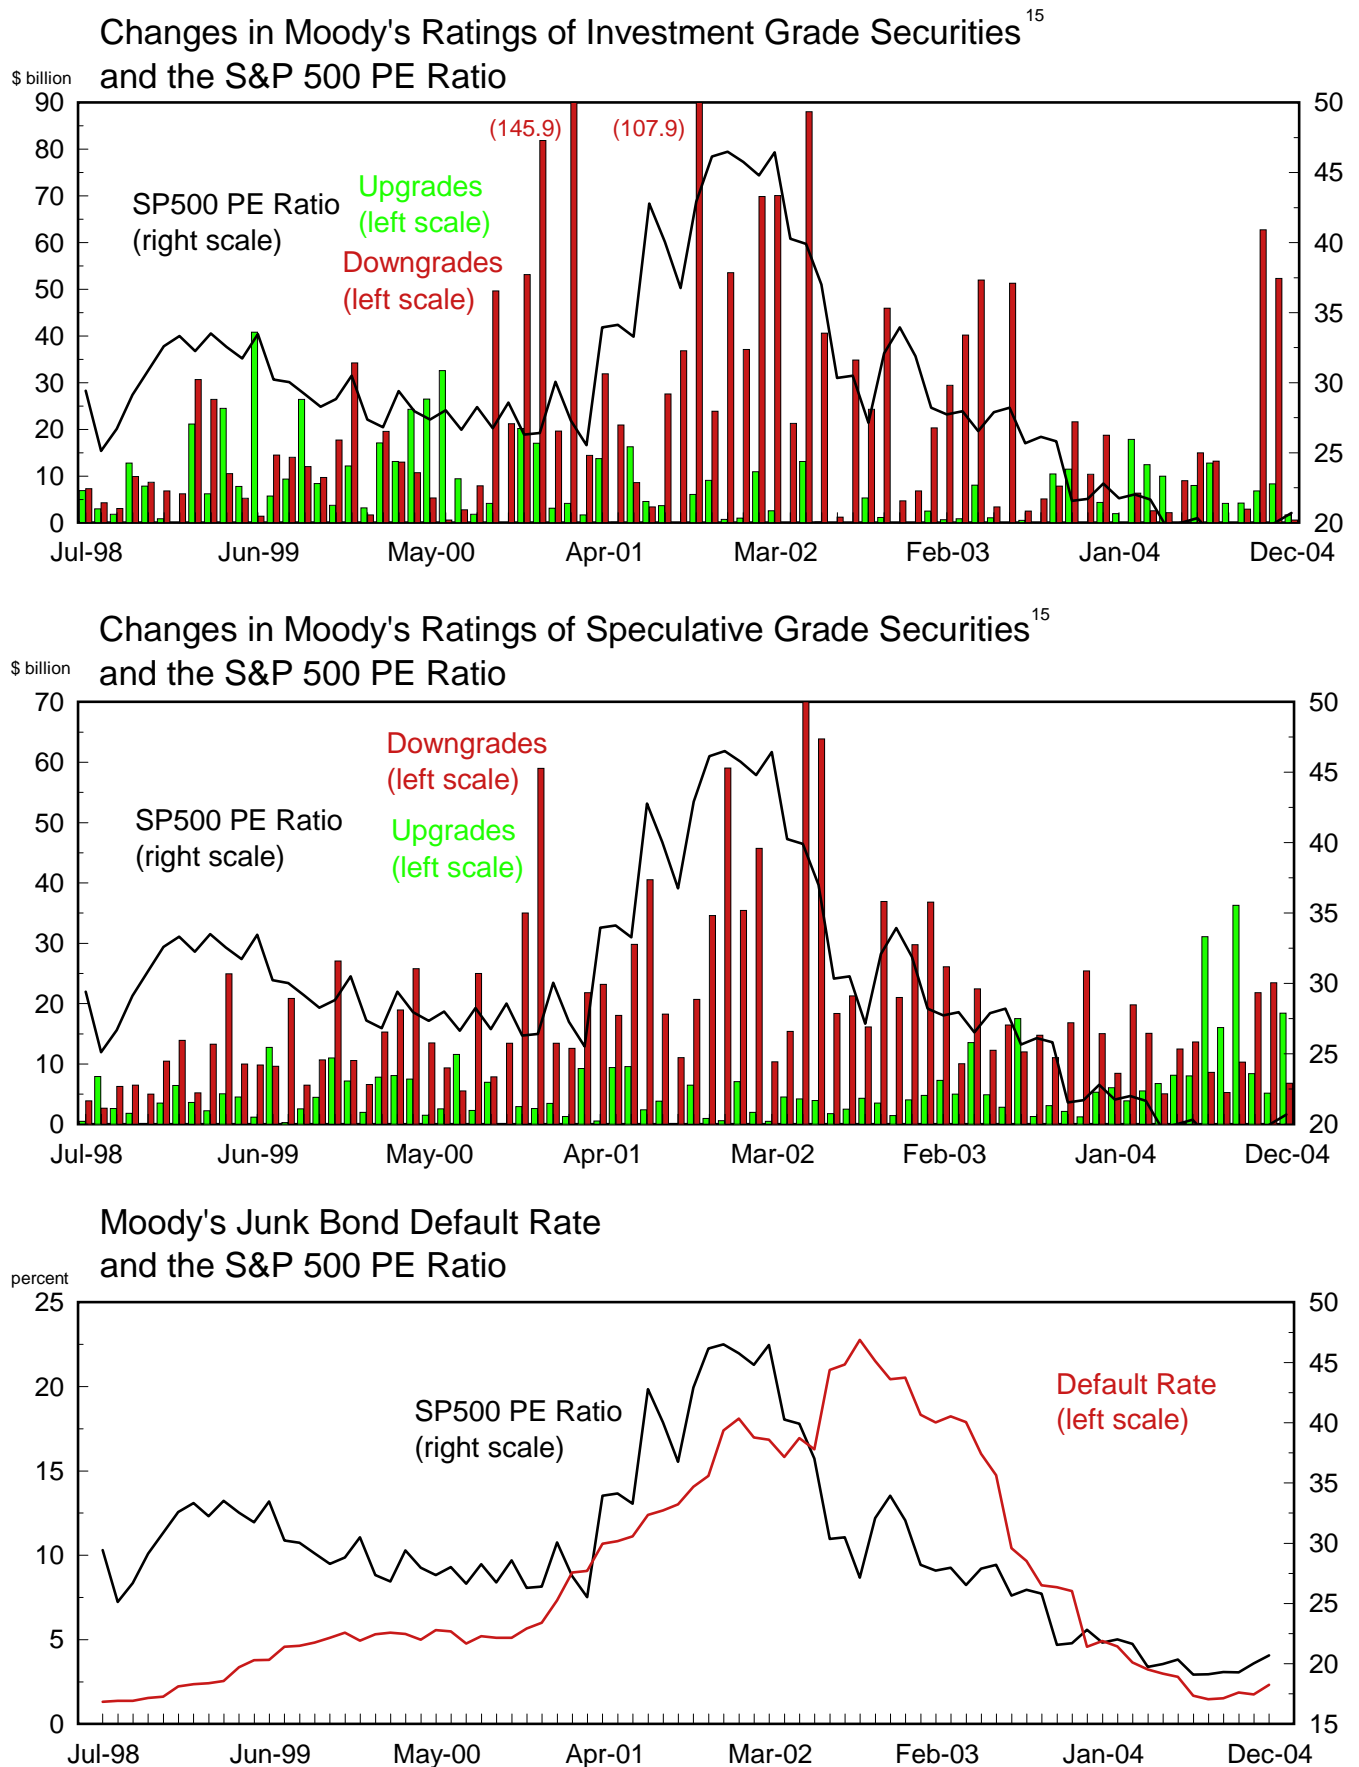 Changes in Moody's Ratings of Investment Grade Securities 15
$ billion and the S&P 500 PE Ratio
90 50
(145.9) (107.9)
80
45
70
Upgrades
SP500 PE Ratio
(left scale)
(right scale)
60 40
Downgrades
(left scale)
50
35
40
30 30
20
25
10
0 20
Jul-98 Jun-99 May-00 Apr-01 Mar-02 Feb-03 Jan-04 Dec-04
Changes in Moody's Ratings of Speculative Grade Securities 15
$ billion and the S&P 500 PE Ratio
70 50
Downgrades
(left scale)
60
45
SP500 PE Ratio
(right scale)
Upgrades
(left scale)
50
40
40
35
30
30
20
10
25
0 20
Jul-98 Jun-99 May-00 Apr-01 Mar-02 Feb-03 Jan-04 Dec-04
Moody's Junk Bond Default Rate
and the S&P 500 PE Ratio
percent
25 50
45
20
Default Rate
(left scale)
SP500 PE Ratio
(right scale)
40
15
35
10 30
25
5
20
0 15
Jul-98 Jun-99 May-00 Apr-01 Mar-02 Feb-03 Jan-04 Dec-04